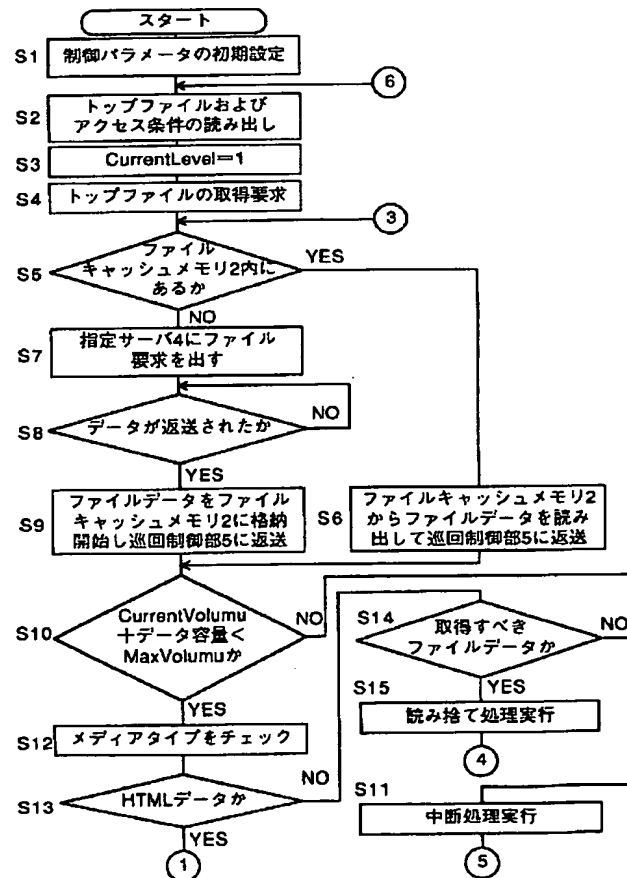 スタート
S1
制御パラメータの初期設定
6
S2
トップファイルおよび
アクセス条件の読み出し
S3
CurrentLevel=1
S4
トップファイルの取得要求
3
S5
ファイル
キャッシュメモリ2内に
あるか
YES
NO
S7
指定サーバ4にファイル
要求を出す
S8
データが返送されたか
NO
YES
S9
ファイルデータをファイル
キャッシュメモリ2に格納
開始し巡回制御部5に返送
S6
ファイルキャッシュメモリ2
からファイルデータを読み
出して巡回制御部5に返送
S10
CurrentVolumu
+データ容量<
MaxVolumuか
NO
YES
S14
取得すべき
ファイルデータか
NO
YES
S15
読み捨て処理実行
4
S12
メディアタイプをチェック
S13
HTMLデータか
NO
YES
1
S11
中断処理実行
5